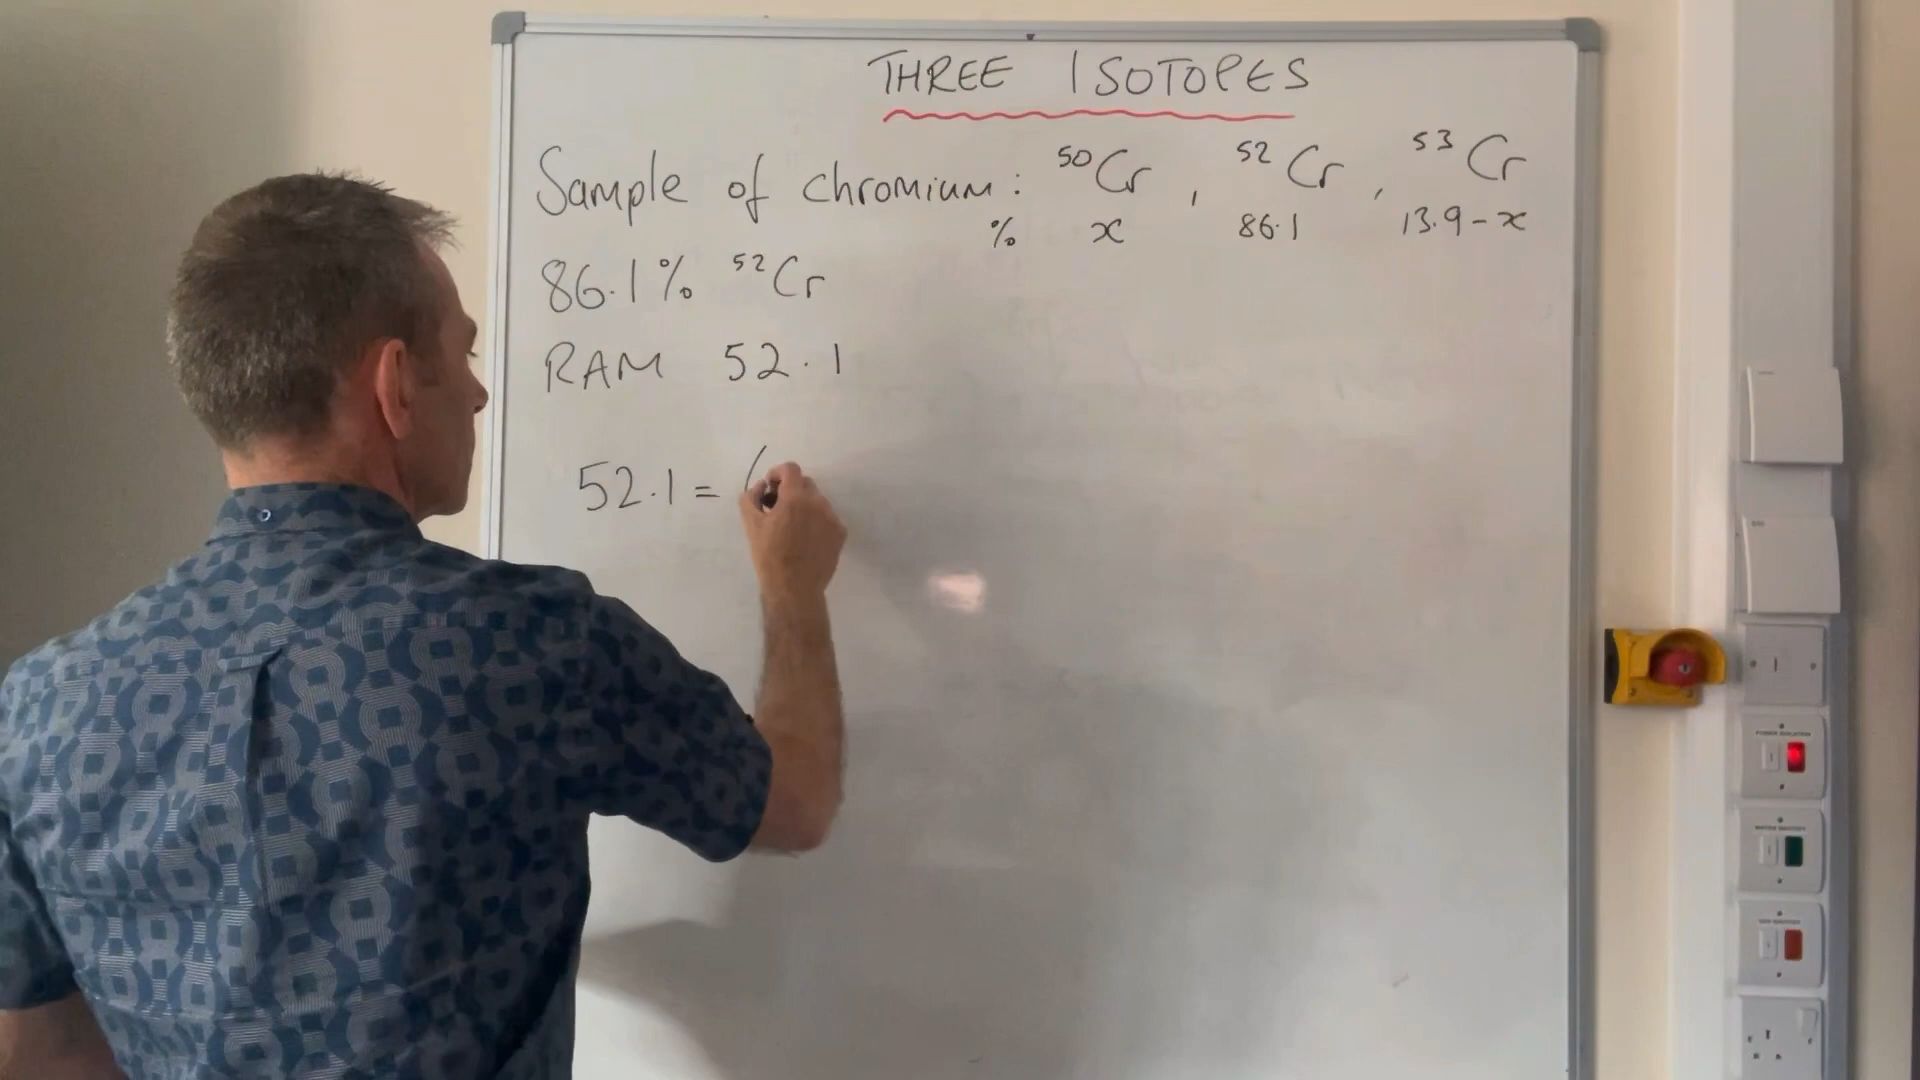 THREE ISOTOPES
Sample of chromium: ⁵⁰Cr, ⁵²Cr, ⁵³Cr
% x 86.1 13.9-x
86.1% ⁵²Cr
RAM 52.1
52.1 = (